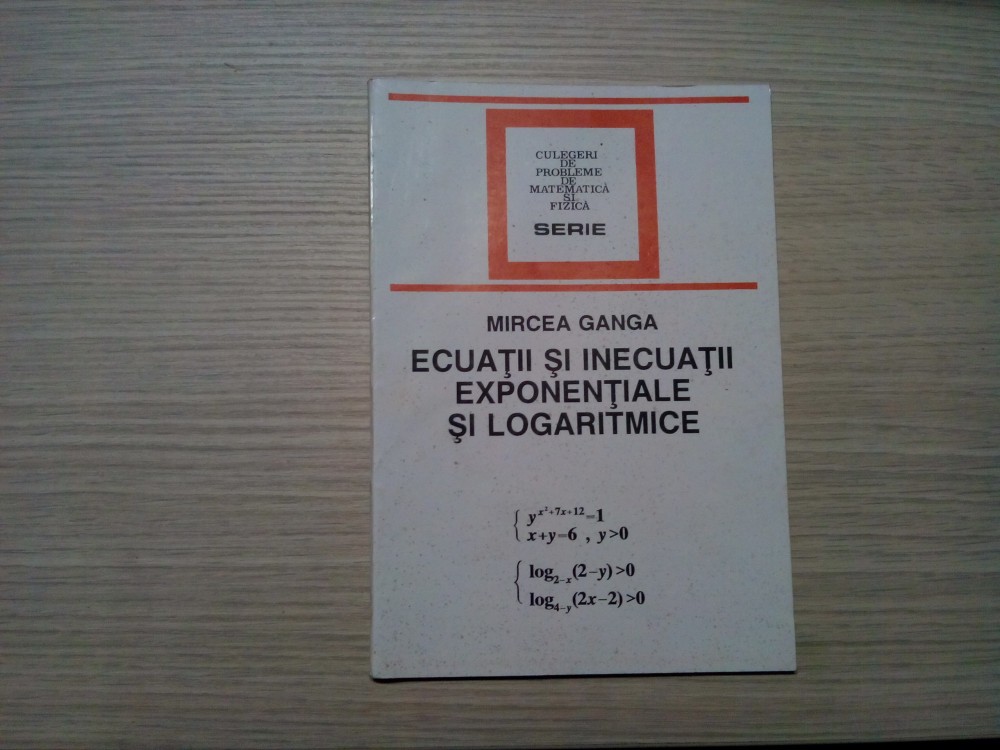 CULEGERI
DE
PROBLEME
DE
MATEMATICĂ
ŞI
FIZICĂ
SERIE
MIRCEA GANGA
ECUAŢII ŞI INECUAŢII
EXPONENŢIALE
ŞI LOGARITMICE
y^{x²+7x+12}=1
x+y=6 , y>0
log_{2-x}(2-y)>0
log_{4-y}(2x-2)>0